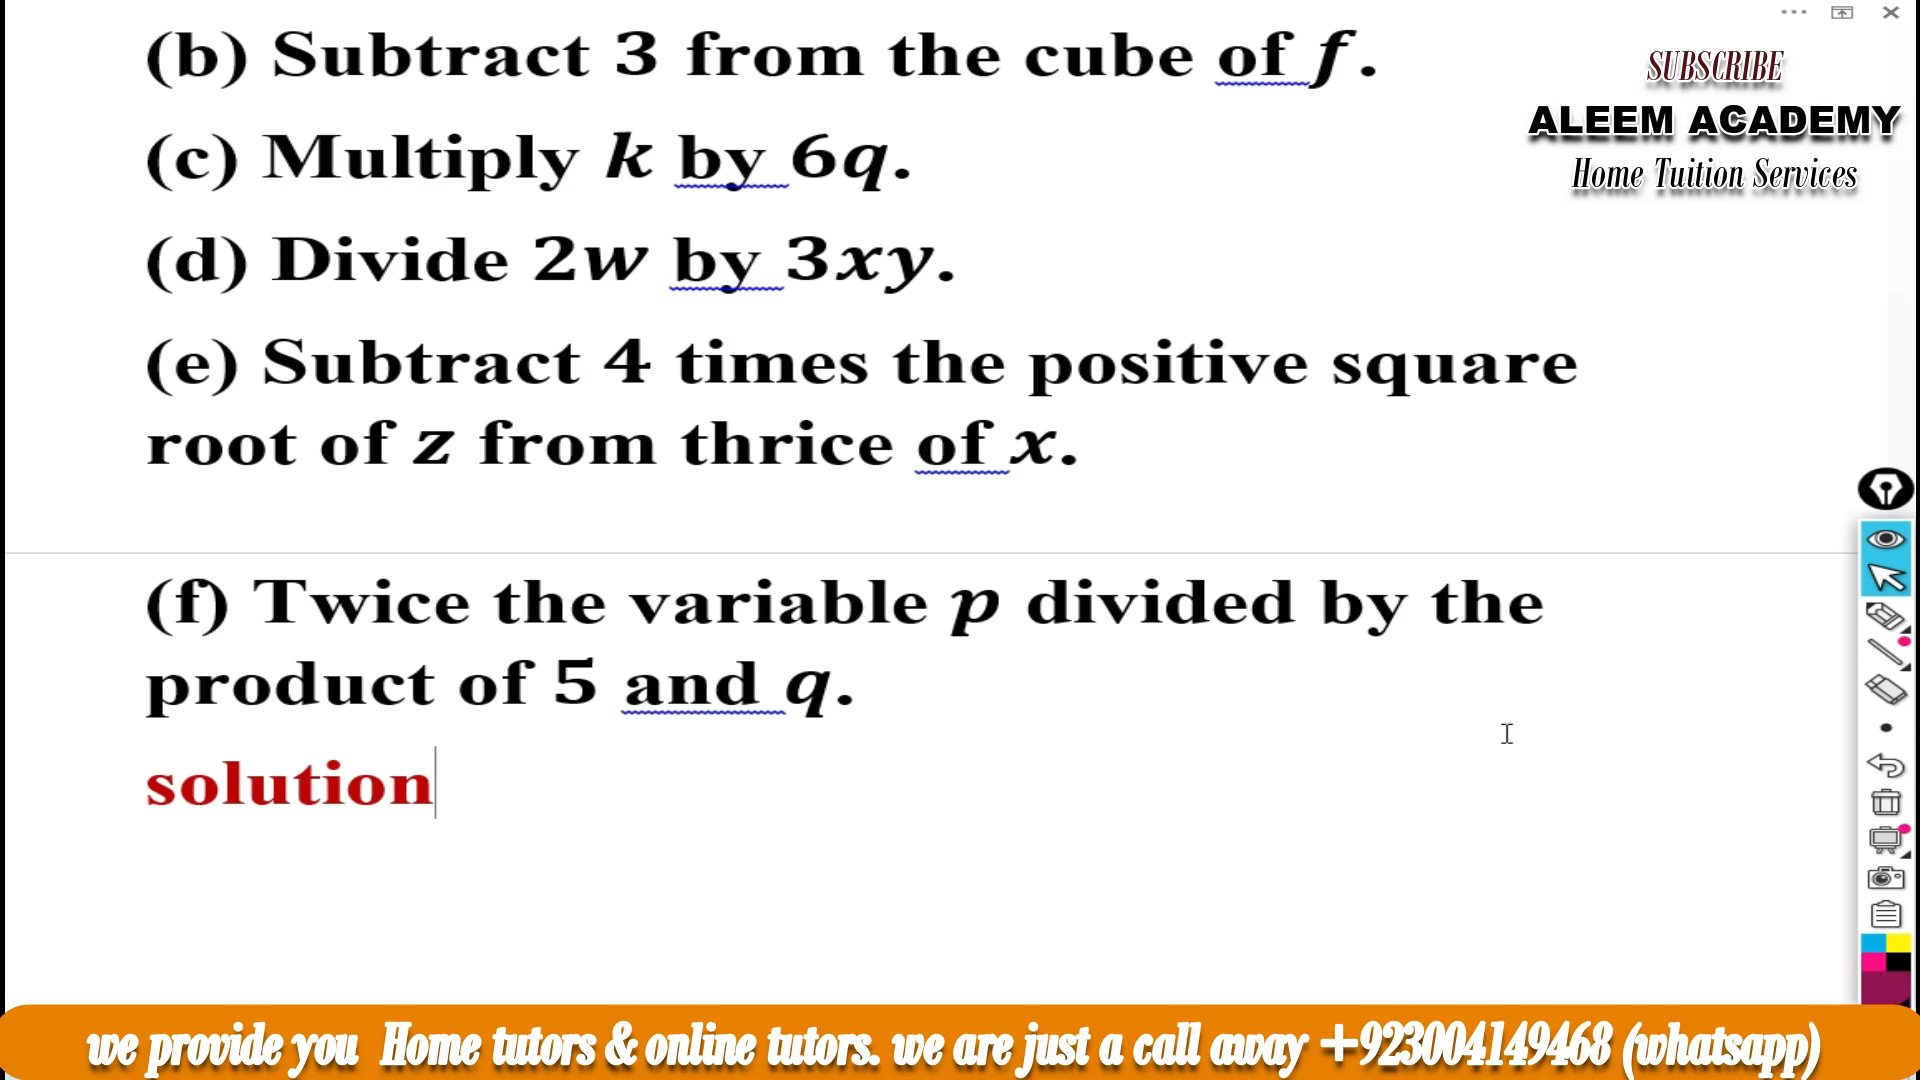 (b) Subtract 3 from the cube of f.
SUBSCRIBE
ALEEM ACADEMY
Home Tuition Services
(c) Multiply k by 6q.
(d) Divide 2w by 3xy.
(e) Subtract 4 times the positive square
root of z from thrice of x.
(f) Twice the variable p divided by the
product of 5 and q.
solution
we provide you Home tutors & online tutors. we are just a call away +923004149468 (whatsapp)